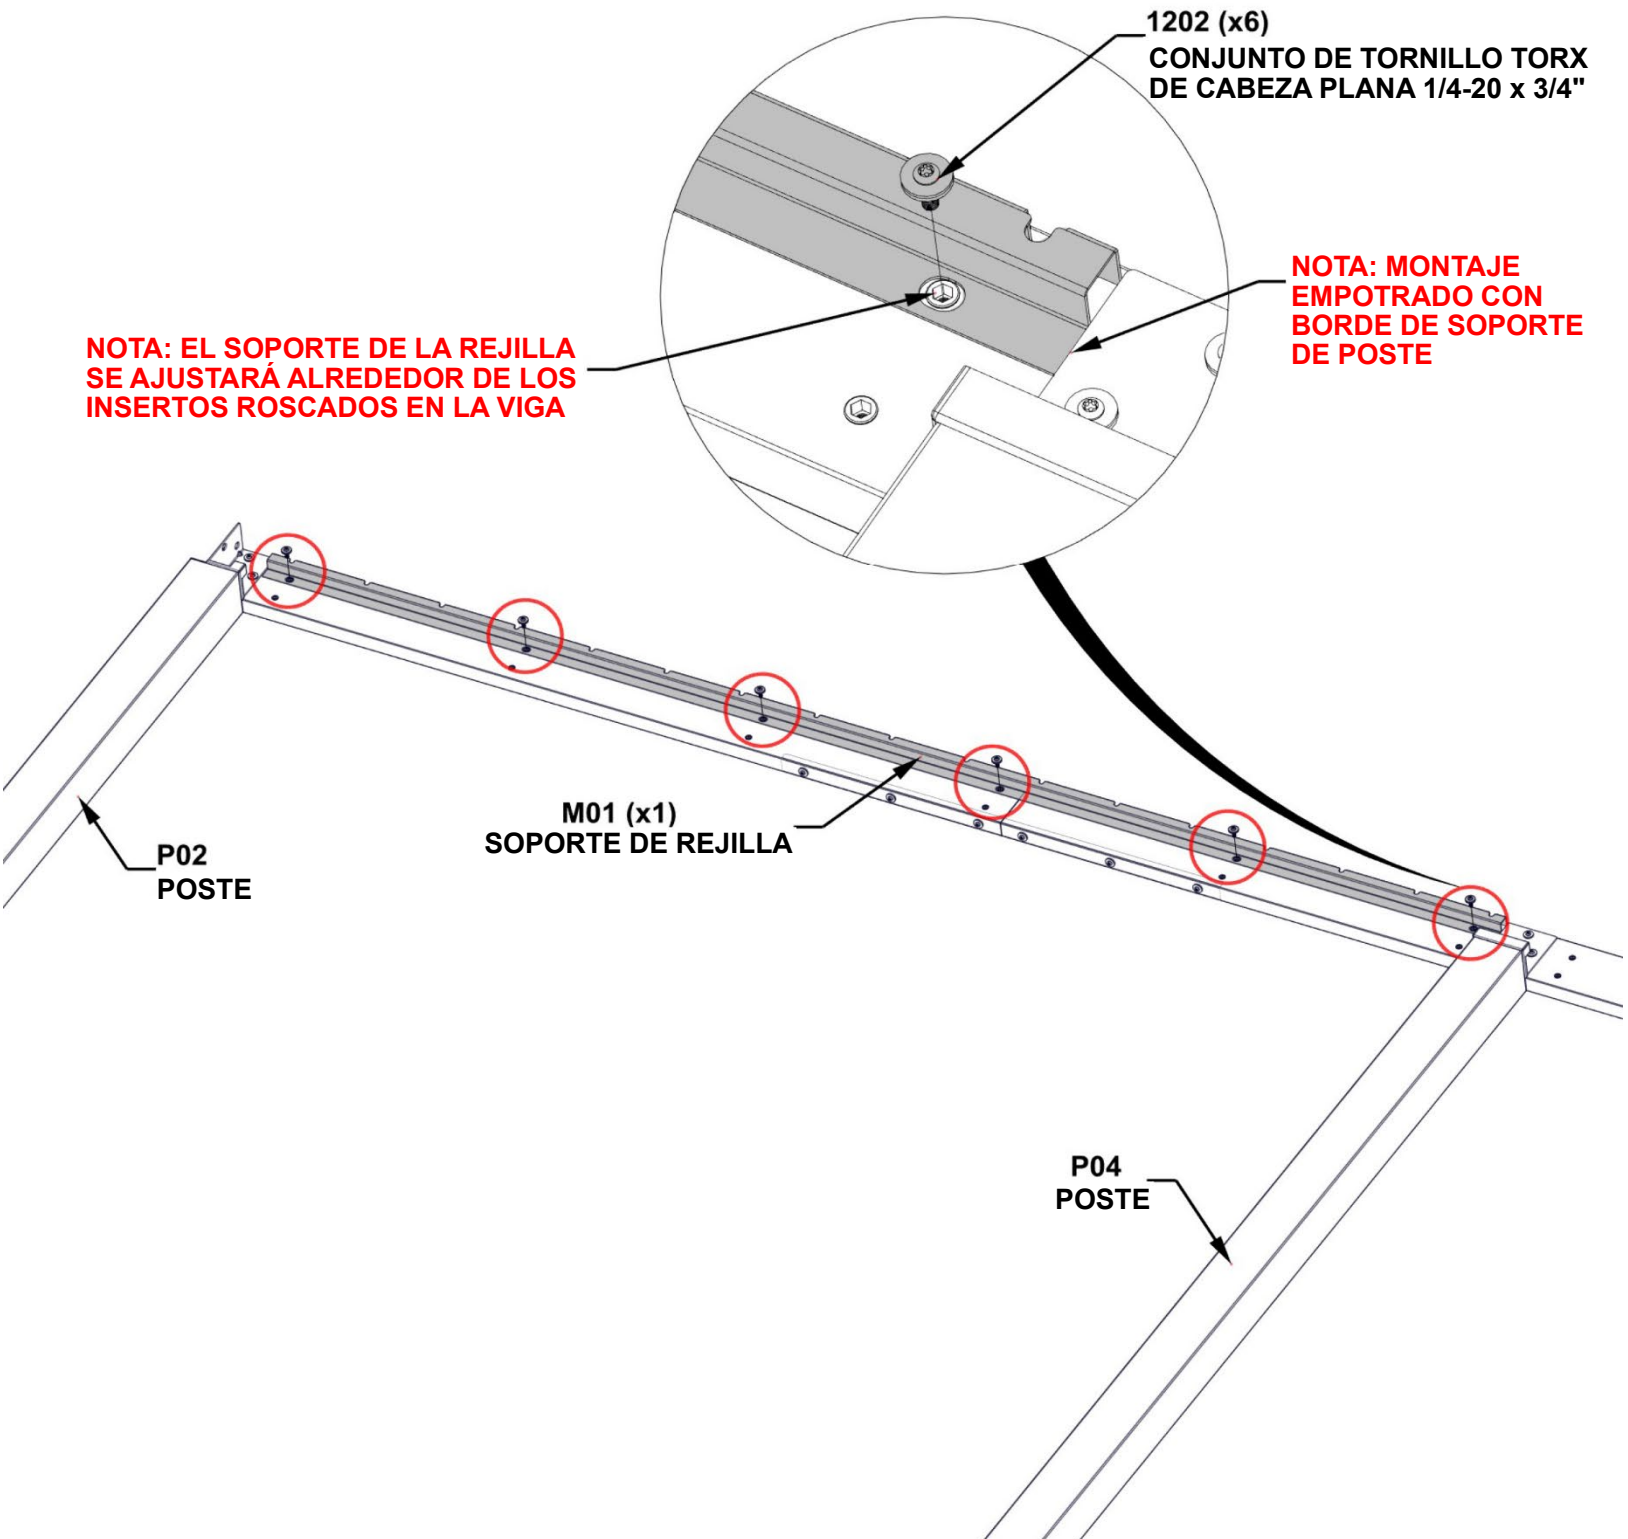 1202 (x6)
CONJUNTO DE TORNILLO TORX
DE CABEZA PLANA 1/4-20 x 3/4"
NOTA: MONTAJE
EMPOTRADO CON
BORDE DE SOPORTE
DE POSTE
NOTA: EL SOPORTE DE LA REJILLA
SE AJUSTARÁ ALREDEDOR DE LOS
INSERTOS ROSCADOS EN LA VIGA
M01 (x1)
SOPORTE DE REJILLA
P02
POSTE
P04
POSTE